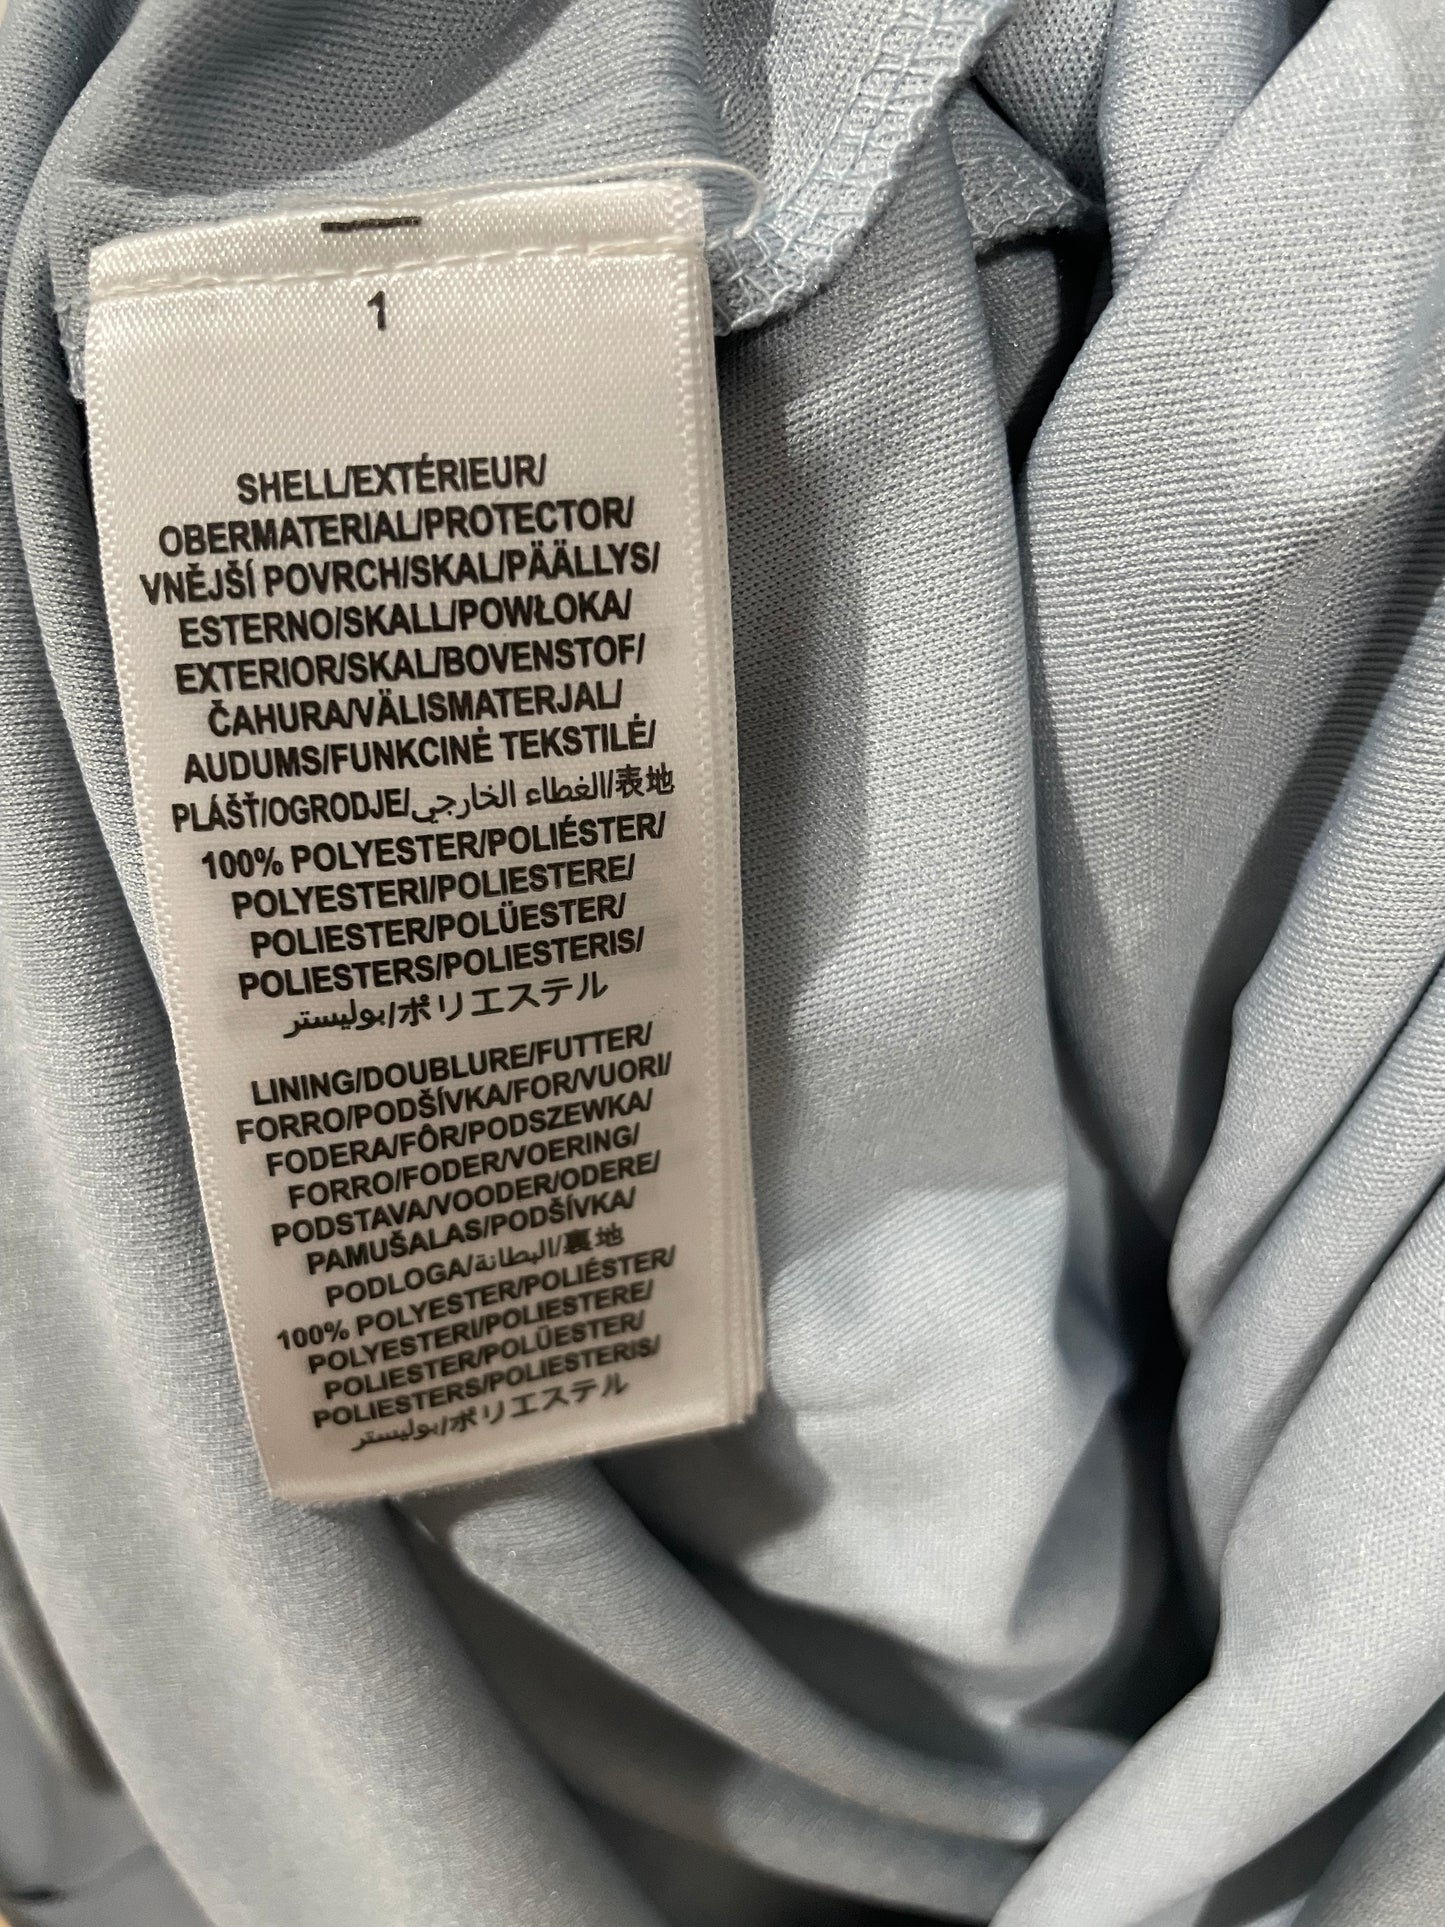 1
SHELL/EXTÉRIEUR/
OBERMATERIAL/PROTECTOR/
VNĚJŠÍ POVRCH/SKAL/PÄÄLLYS/
ESTERNO/SKALL/POWŁOKA/
EXTERIOR/SKAL/BOVENSTOF/
ČAHURA/VÄLISMATERJAL/
AUDUMS/FUNKCINĖ TEKSTILĖ/
PLÁŠŤ/OGRODJE/الغطاء الخارجي/表地
100% POLYESTER/POLIÉSTER/
POLYESTERI/POLIESTERE/
POLIESTER/POLÜESTER/
POLIESTERS/POLIESTERIS/
بوليستر/ポリエステル
LINING/DOUBLURE/FUTTER/
FORRO/PODŠÍVKA/FOR/VUORI/
FODERA/FÔR/PODSZEWKA/
FORRO/FODER/VOERING/
PODSTAVA/VOODER/ODERE/
PAMUŠALAS/PODŠÍVKA/
PODLOGA/البطانة/裏地
100% POLYESTER/POLIÉSTER/
POLYESTERI/POLIESTERE/
POLIESTER/POLÜESTER/
POLIESTERS/POLIESTERIS/
بوليستر/ポリエステル